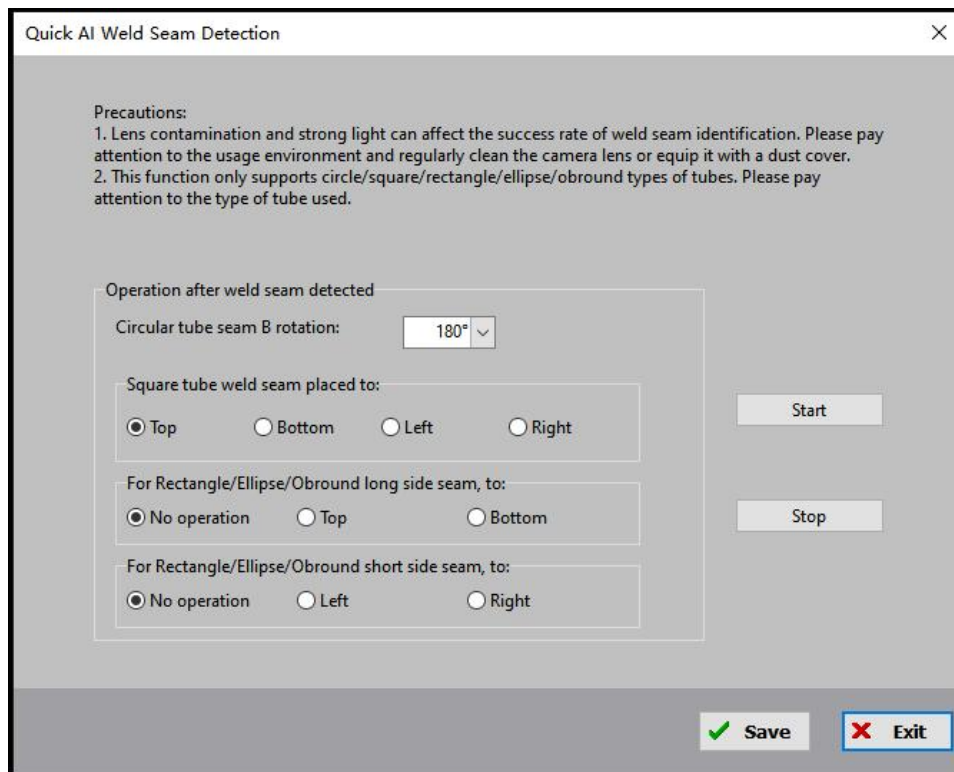 Quick AI Weld Seam Detection
Precautions:
1. Lens contamination and strong light can affect the success rate of weld seam identification. Please pay
attention to the usage environment and regularly clean the camera lens or equip it with a dust cover.
2. This function only supports circle/square/rectangle/ellipse/obround types of tubes. Please pay
attention to the type of tube used.
Operation after weld seam detected
Circular tube seam B rotation: 180°
Square tube weld seam placed to:
Top Bottom Left Right
Start
For Rectangle/Ellipse/Obround long side seam, to:
No operation Top Bottom
Stop
For Rectangle/Ellipse/Obround short side seam, to:
No operation Left Right
Save Exit